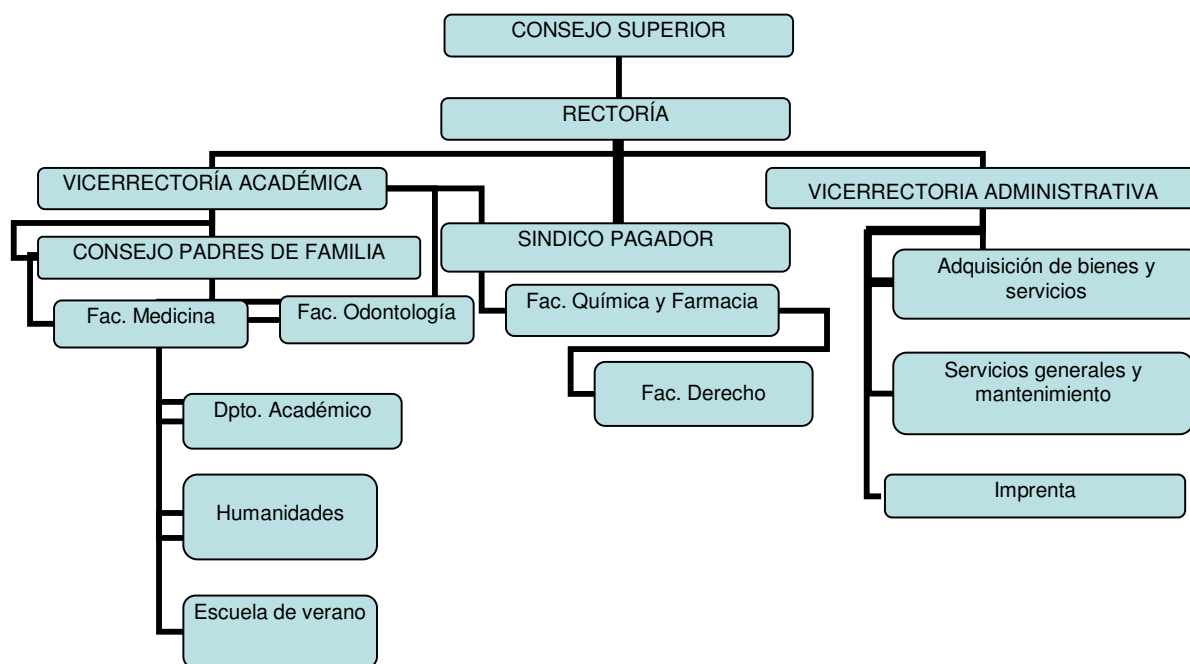 CONSEJO SUPERIOR
RECTORÍA
VICERRECTORÍA ACADÉMICA
VICERRECTORIA ADMINISTRATIVA
CONSEJO PADRES DE FAMILIA
SINDICO PAGADOR
Adquisición de bienes y
servicios
Fac. Medicina
Fac. Odontología
Fac. Química y Farmacia
Servicios generales y
mantenimiento
Fac. Derecho
Dpto. Académico
Imprenta
Humanidades
Escuela de verano